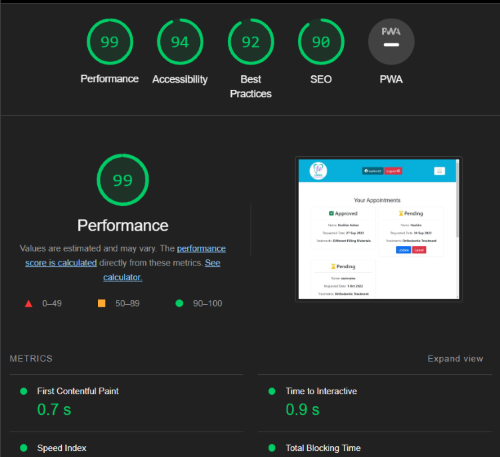 99
94
92
90
PWA
Performance
Accessibility
Best
Practices
SEO
PWA
99
Performance
Values are estimated and may vary. The performance
score is calculated directly from these metrics. See
calculator.
0–49
50–89
90–100
Your Appointments
Approved
Pending
Pending
METRICS
Expand view
First Contentful Paint
0.7 s
Time to Interactive
0.9 s
Speed Index
Total Blocking Time